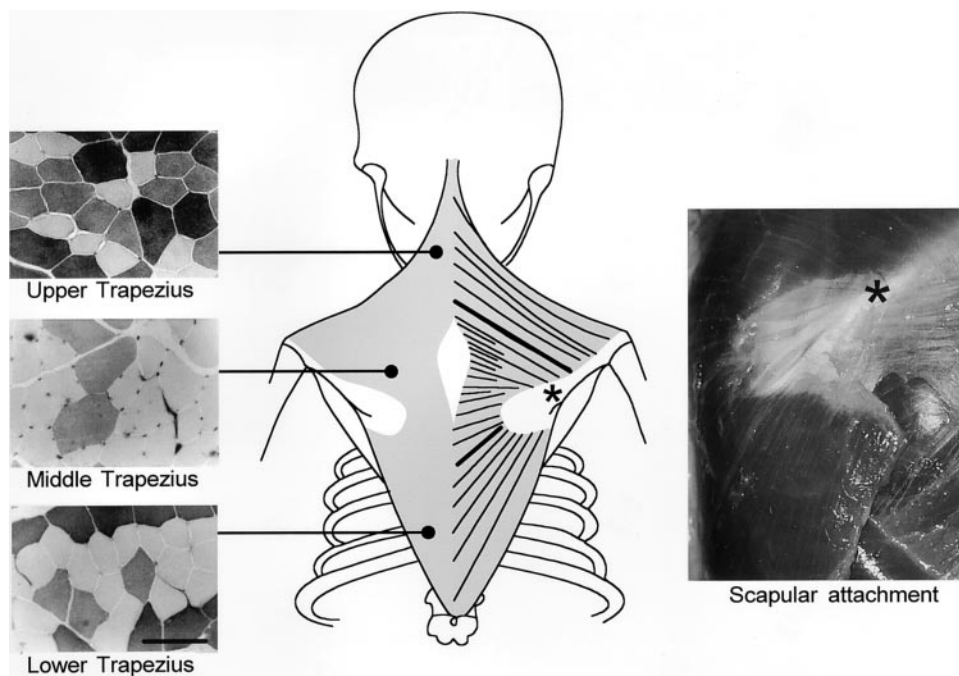 Upper Trapezius
Middle Trapezius
Lower Trapezius
*
*
Scapular attachment